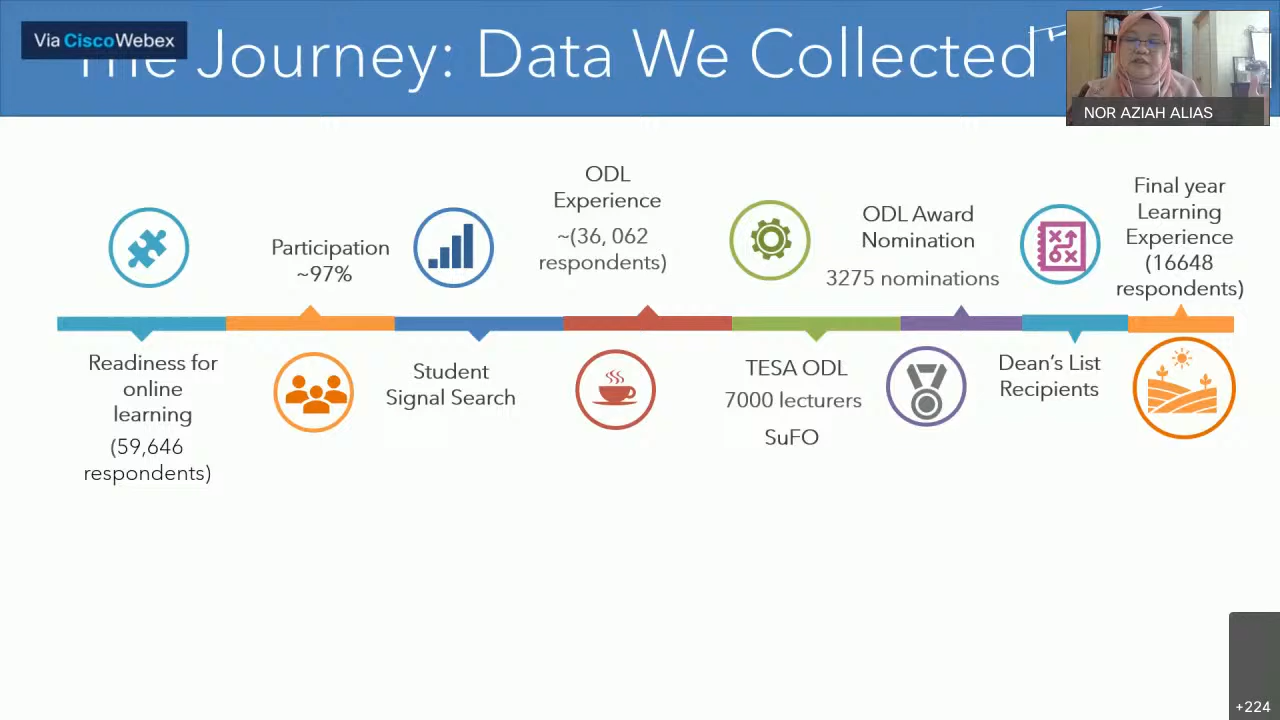 Via CiscoWebex
The Journey: Data We Collected
NOR AZIAH ALIAS
Readiness for
online
learning
(59,646
respondents)
Participation
~97%
Student
Signal Search
ODL
Experience
~(36, 062
respondents)
TESA ODL
7000 lecturers
SuFO
ODL Award
Nomination
3275 nominations
Dean's List
Recipients
Final year
Learning
Experience
(16648
respondents)
+224